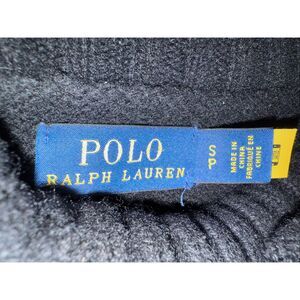 POLO
RALPH LAUREN
S
P
MADE IN
CHINA
FABRIQUÉ EN
CHINE